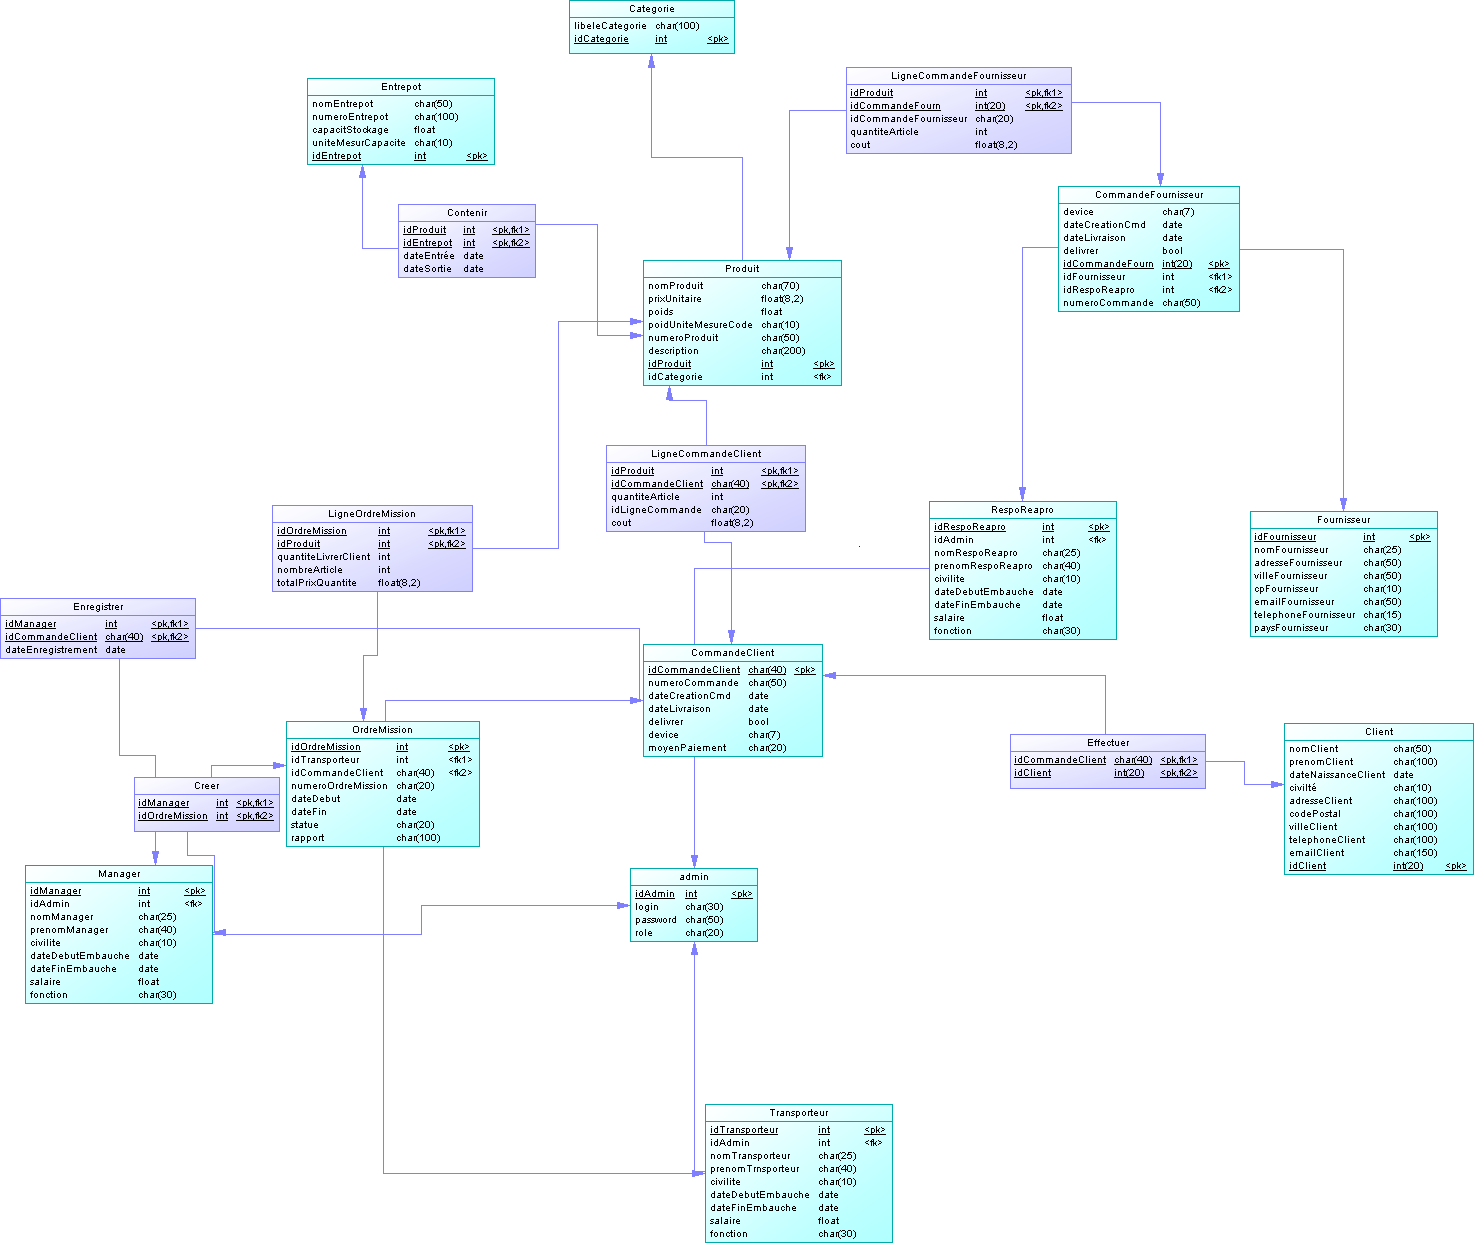 Categorie
libeleCategorie char(100)
idCategorie int <pk>
LigneCommandeFournisseur
idProduit int <pk,fk1>
idCommandeFourn int(20) <pk,fk2>
idCommandeFournisseur char(20)
quantiteArticle int
cout float(8,2)
Entrepot
nomEntrepot char(50)
numeroEntrepot char(100)
capacitStockage float
uniteMesurCapacite char(10)
idEntrepot int <pk>
CommandeFournisseur
device char(7)
dateCreationCmd date
dateLivraison date
delivrer bool
idCommandeFourn int(20) <pk>
idFournisseur int <fk1>
idRespoReapro int <fk2>
numeroCommande char(50)
Contenir
idProduit int <pk,fk1>
idEntrepot int <pk,fk2>
dateEntrée date
dateSortie date
Produit
nomProduit char(70)
prixUnitaire float(8,2)
poids float
poidUniteMesureCode char(10)
numeroProduit char(50)
description char(200)
idProduit int <pk>
idCategorie int <fk>
LigneCommandeClient
idProduit int <pk,fk1>
idCommandeClient char(40) <pk,fk2>
quantiteArticle int
idLigneCommande char(20)
cout float(8,2)
LigneOrdreMission
idOrdreMission int <pk,fk1>
idProduit int <pk,fk2>
quantiteLivrerClient int
nombreArticle int
totalPrixQuantite float(8,2)
RespoReapro
idRespoReapro int <pk>
idAdmin int <fk>
nomRespoReapro char(25)
prenomRespoReapro char(40)
civilite char(10)
dateDebutEmbauche date
dateFinEmbauche date
salaire float
fonction char(30)
Fournisseur
idFournisseur int <pk>
nomFournisseur char(25)
adresseFournisseur char(50)
villeFournisseur char(50)
cpFournisseur char(10)
emailFournisseur char(50)
telephoneFournisseur char(15)
paysFournisseur char(30)
Enregistrer
idManager int <pk,fk1>
idCommandeClient char(40) <pk,fk2>
dateEnregistrement date
CommandeClient
idCommandeClient char(40) <pk>
numeroCommande char(50)
dateCreationCmd date
dateLivraison date
delivrer bool
device char(7)
moyenPaiement char(20)
OrdreMission
idOrdreMission int <pk>
idTransporteur int <fk1>
idCommandeClient char(40) <fk2>
numeroOrdreMission char(20)
dateDebut date
dateFin date
statue char(20)
rapport char(100)
Effectuer
idCommandeClient char(40) <pk,fk1>
idClient int(20) <pk,fk2>
Client
nomClient char(50)
prenomClient char(100)
dateNaissanceClient date
civilté char(10)
adresseClient char(100)
codePostal char(100)
villeClient char(100)
telephoneClient char(100)
emailClient char(150)
idClient int(20) <pk>
Creer
idManager int <pk,fk1>
idOrdreMission int <pk,fk2>
Manager
idManager int <pk>
idAdmin int <fk>
nomManager char(25)
prenomManager char(40)
civilite char(10)
dateDebutEmbauche date
dateFinEmbauche date
salaire float
fonction char(30)
admin
idAdmin int <pk>
login char(30)
password char(50)
role char(20)
Transporteur
idTransporteur int <pk>
idAdmin int <fk>
nomTransporteur char(25)
prenomTrnsporteur char(40)
civilite char(10)
dateDebutEmbauche date
dateFinEmbauche date
salaire float
fonction char(30)